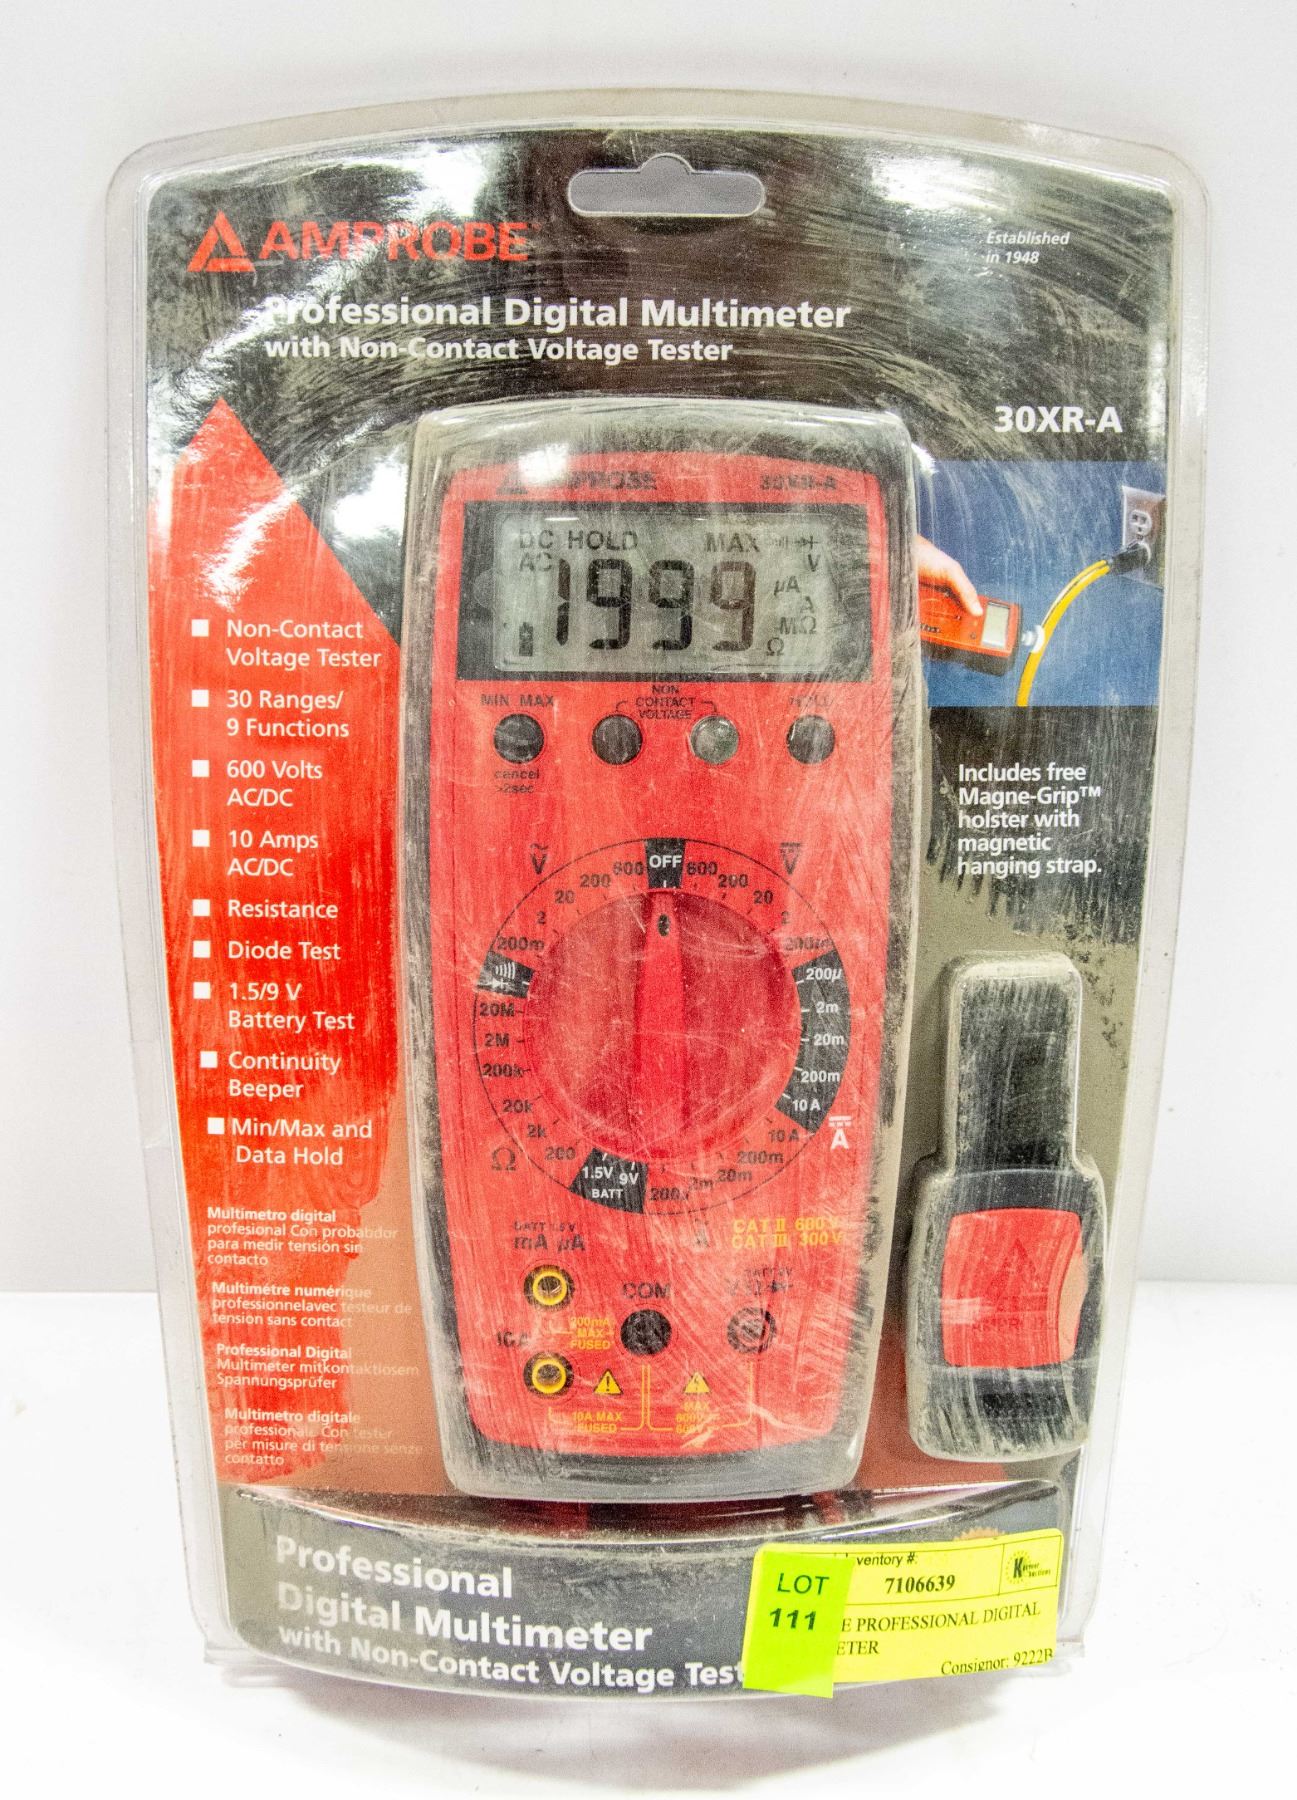 AMPROBE
Established
in 1948
Professional Digital Multimeter
with Non-Contact Voltage Tester
30XR-A
30XR-A
DC HOLD MAX
AC V
1999
µA
A
MΩ
Ω
MIN MAX
NON
CONTACT
VOLTAGE
cancel
>2sec
Non-Contact
Voltage Tester
30 Ranges/
9 Functions
600 Volts
AC/DC
10 Amps
AC/DC
Resistance
Diode Test
1.5/9 V
Battery Test
Continuity
Beeper
Min/Max and
Data Hold
Includes free
Magne-Grip™
holster with
magnetic
hanging strap.
OFF
V
600
200
20
2
200m
20M
2M
200k
20k
2k
200
Ω
1.5V
9V
BATT
V
600
200
20
2
200m
200µ
2m
20m
200m
10A
A
10A
200m
20m
2m
mA µA
CAT II 600V
CAT III 300V
COM
200mA
MAX
FUSED
10A
10A MAX
FUSED
MAX
Multimetro digital
profesional Con probabdor
para medir tensión sin
contacto
Multimètre numérique
professionnelavec testeur de
tension sans contact
Professional Digital
Multimeter mitkontaktlosem
Spannungsprüfer
Multimetro digitale
professionale Con tester
per misure di tensione senza
contatto
Professional
Digital Multimeter
with Non-Contact Voltage Test
LOT
111
ventory #:
7106639
E PROFESSIONAL DIGITAL
ETER
Consignor: 9222B